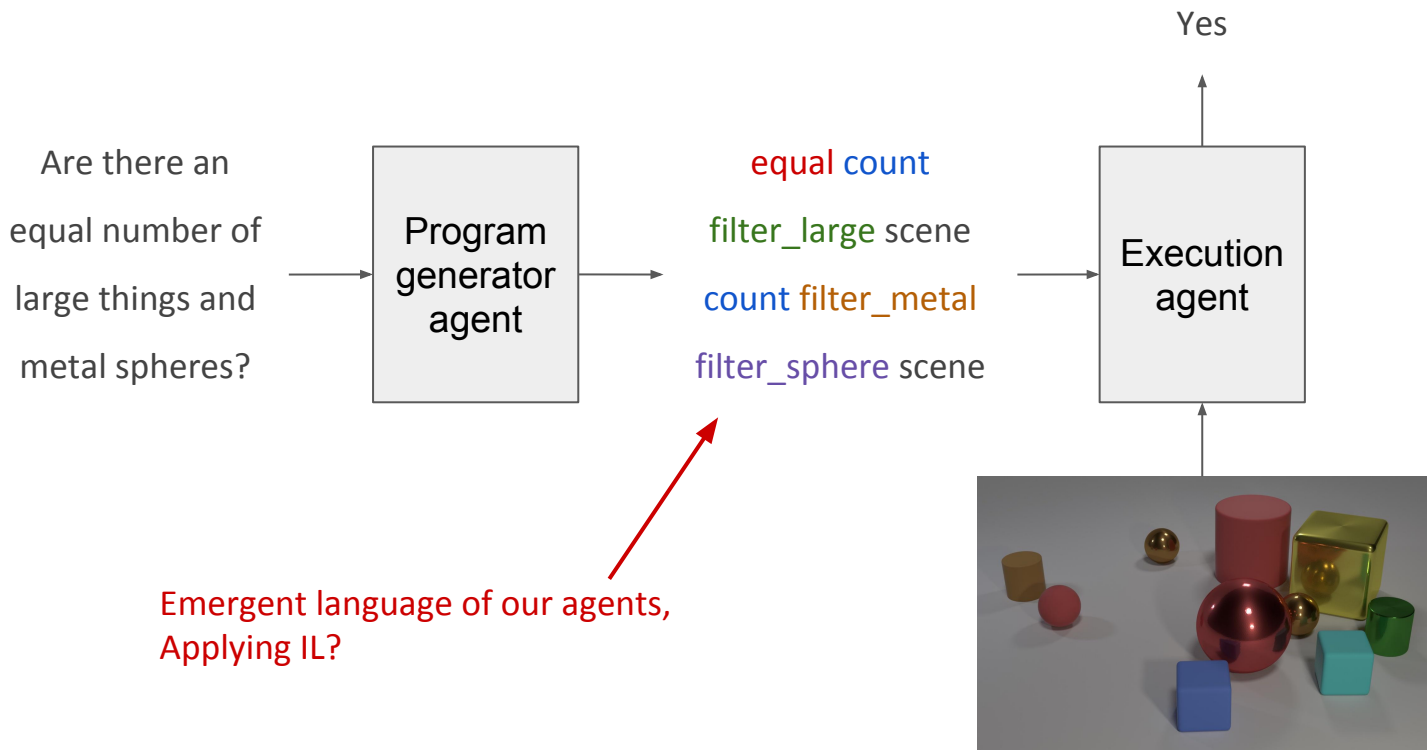 Yes
Are there an
equal number of
large things and
metal spheres?
Program
generator
agent
equal count
filter_large scene
count filter_metal
filter_sphere scene
Execution
agent
Emergent language of our agents,
Applying IL?